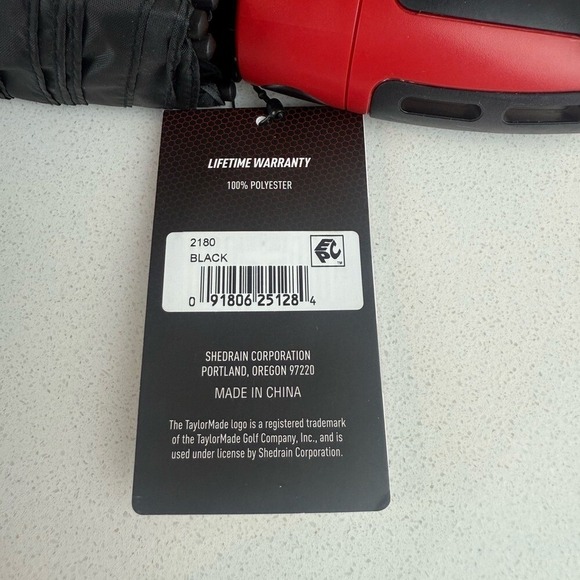 LIFETIME WARRANTY
100% POLYESTER
2180
BLACK
EPC
TM
0 91806 25128 4
SHEDRAIN CORPORATION
PORTLAND, OREGON 97220
MADE IN CHINA
The TaylorMade logo is a registered trademark
of the TaylorMade Golf Company, Inc., and is
used under license by Shedrain Corporation.